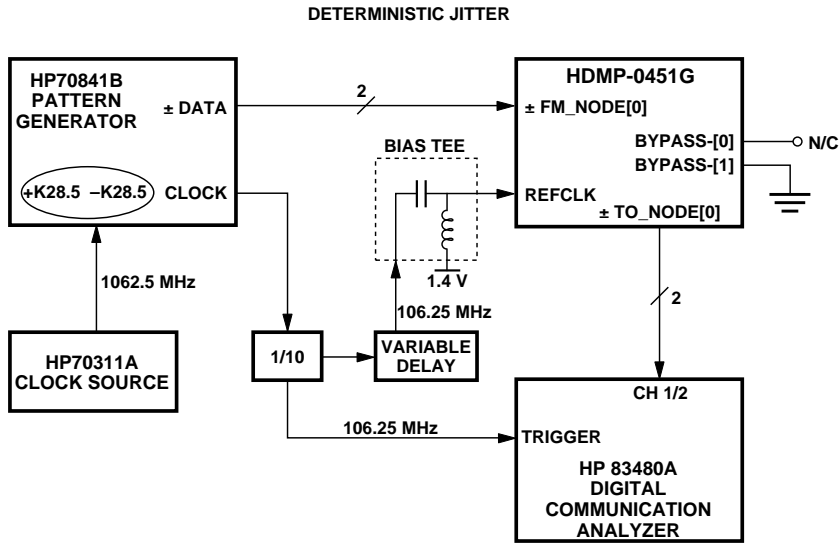 DETERMINISTIC JITTER
HP70841B
PATTERN
GENERATOR
± DATA
+K28.5 –K28.5
CLOCK
2
HDMP-0451G
± FM_NODE[0]
BYPASS-[0]
N/C
BYPASS-[1]
REFCLK
± TO_NODE[0]
BIAS TEE
1.4 V
1062.5 MHz
106.25 MHz
2
HP70311A
CLOCK SOURCE
1/10
VARIABLE
DELAY
106.25 MHz
CH 1/2
TRIGGER
HP 83480A
DIGITAL
COMMUNICATION
ANALYZER